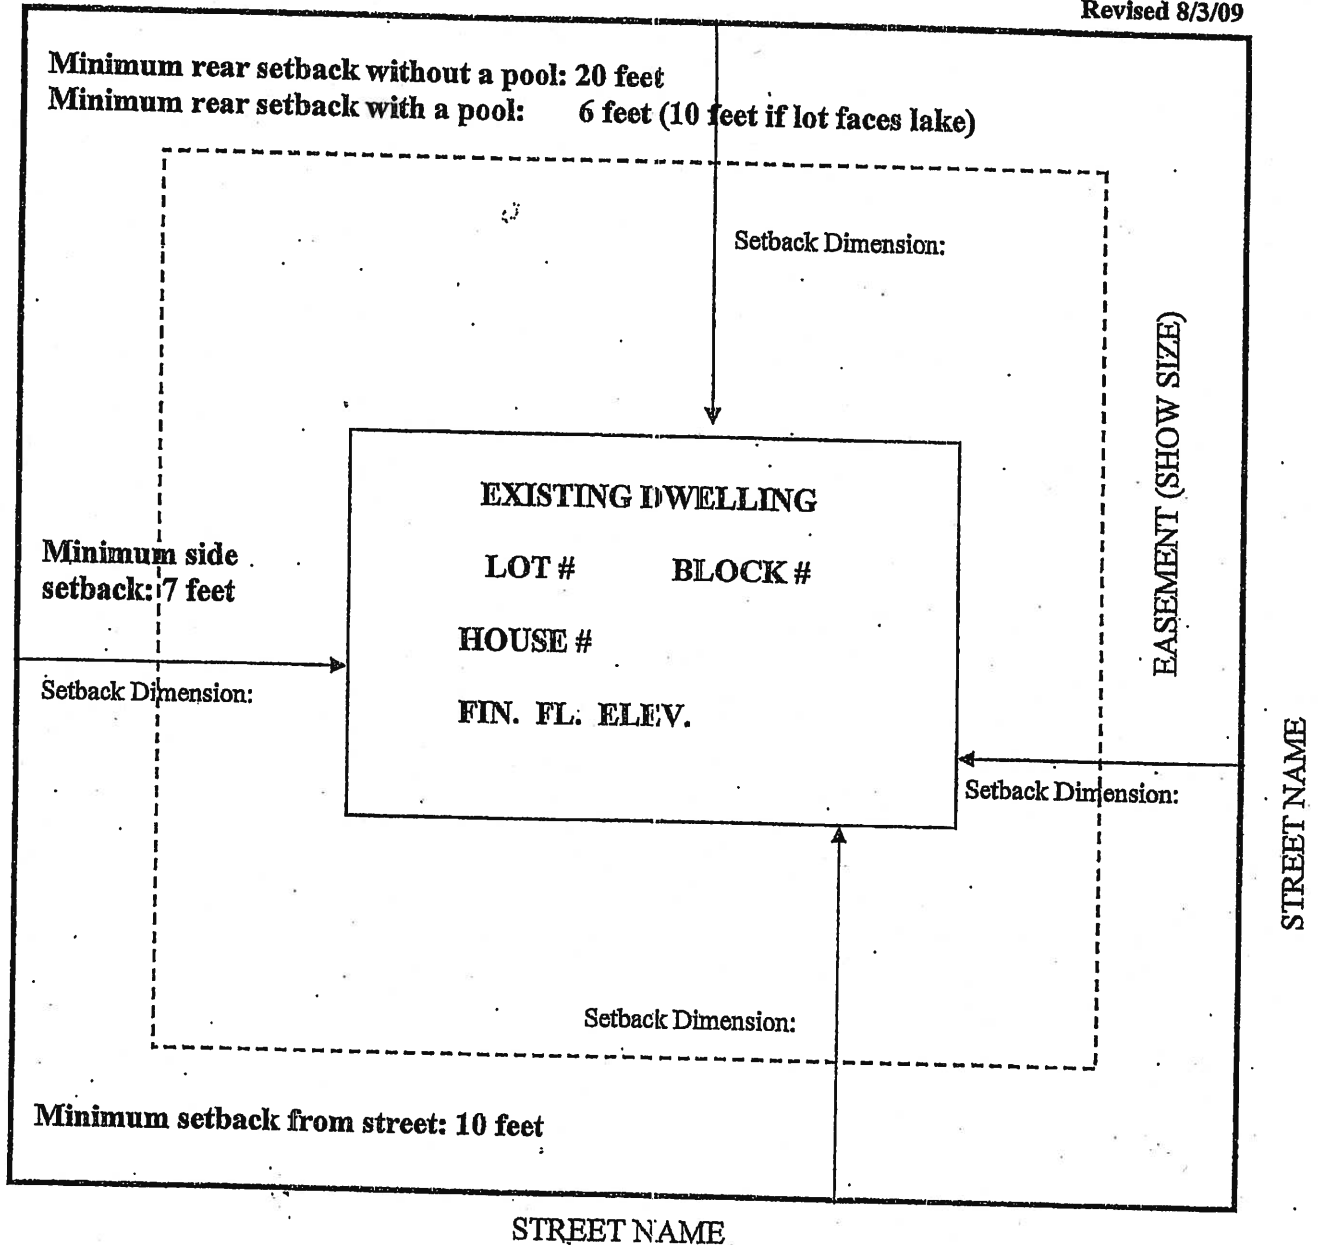 Revised 8/3/09
Minimum rear setback without a pool: 20 feet
Minimum rear setback with a pool: 6 feet (10 feet if lot faces lake)
Setback Dimension:
EASEMENT (SHOW SIZE)
EXISTING DWELLING
LOT # BLOCK #
HOUSE #
FIN. FL. ELEV.
Minimum side
setback: 7 feet
Setback Dimension:
Setback Dimension:
STREET NAME
Setback Dimension:
Minimum setback from street: 10 feet
STREET NAME